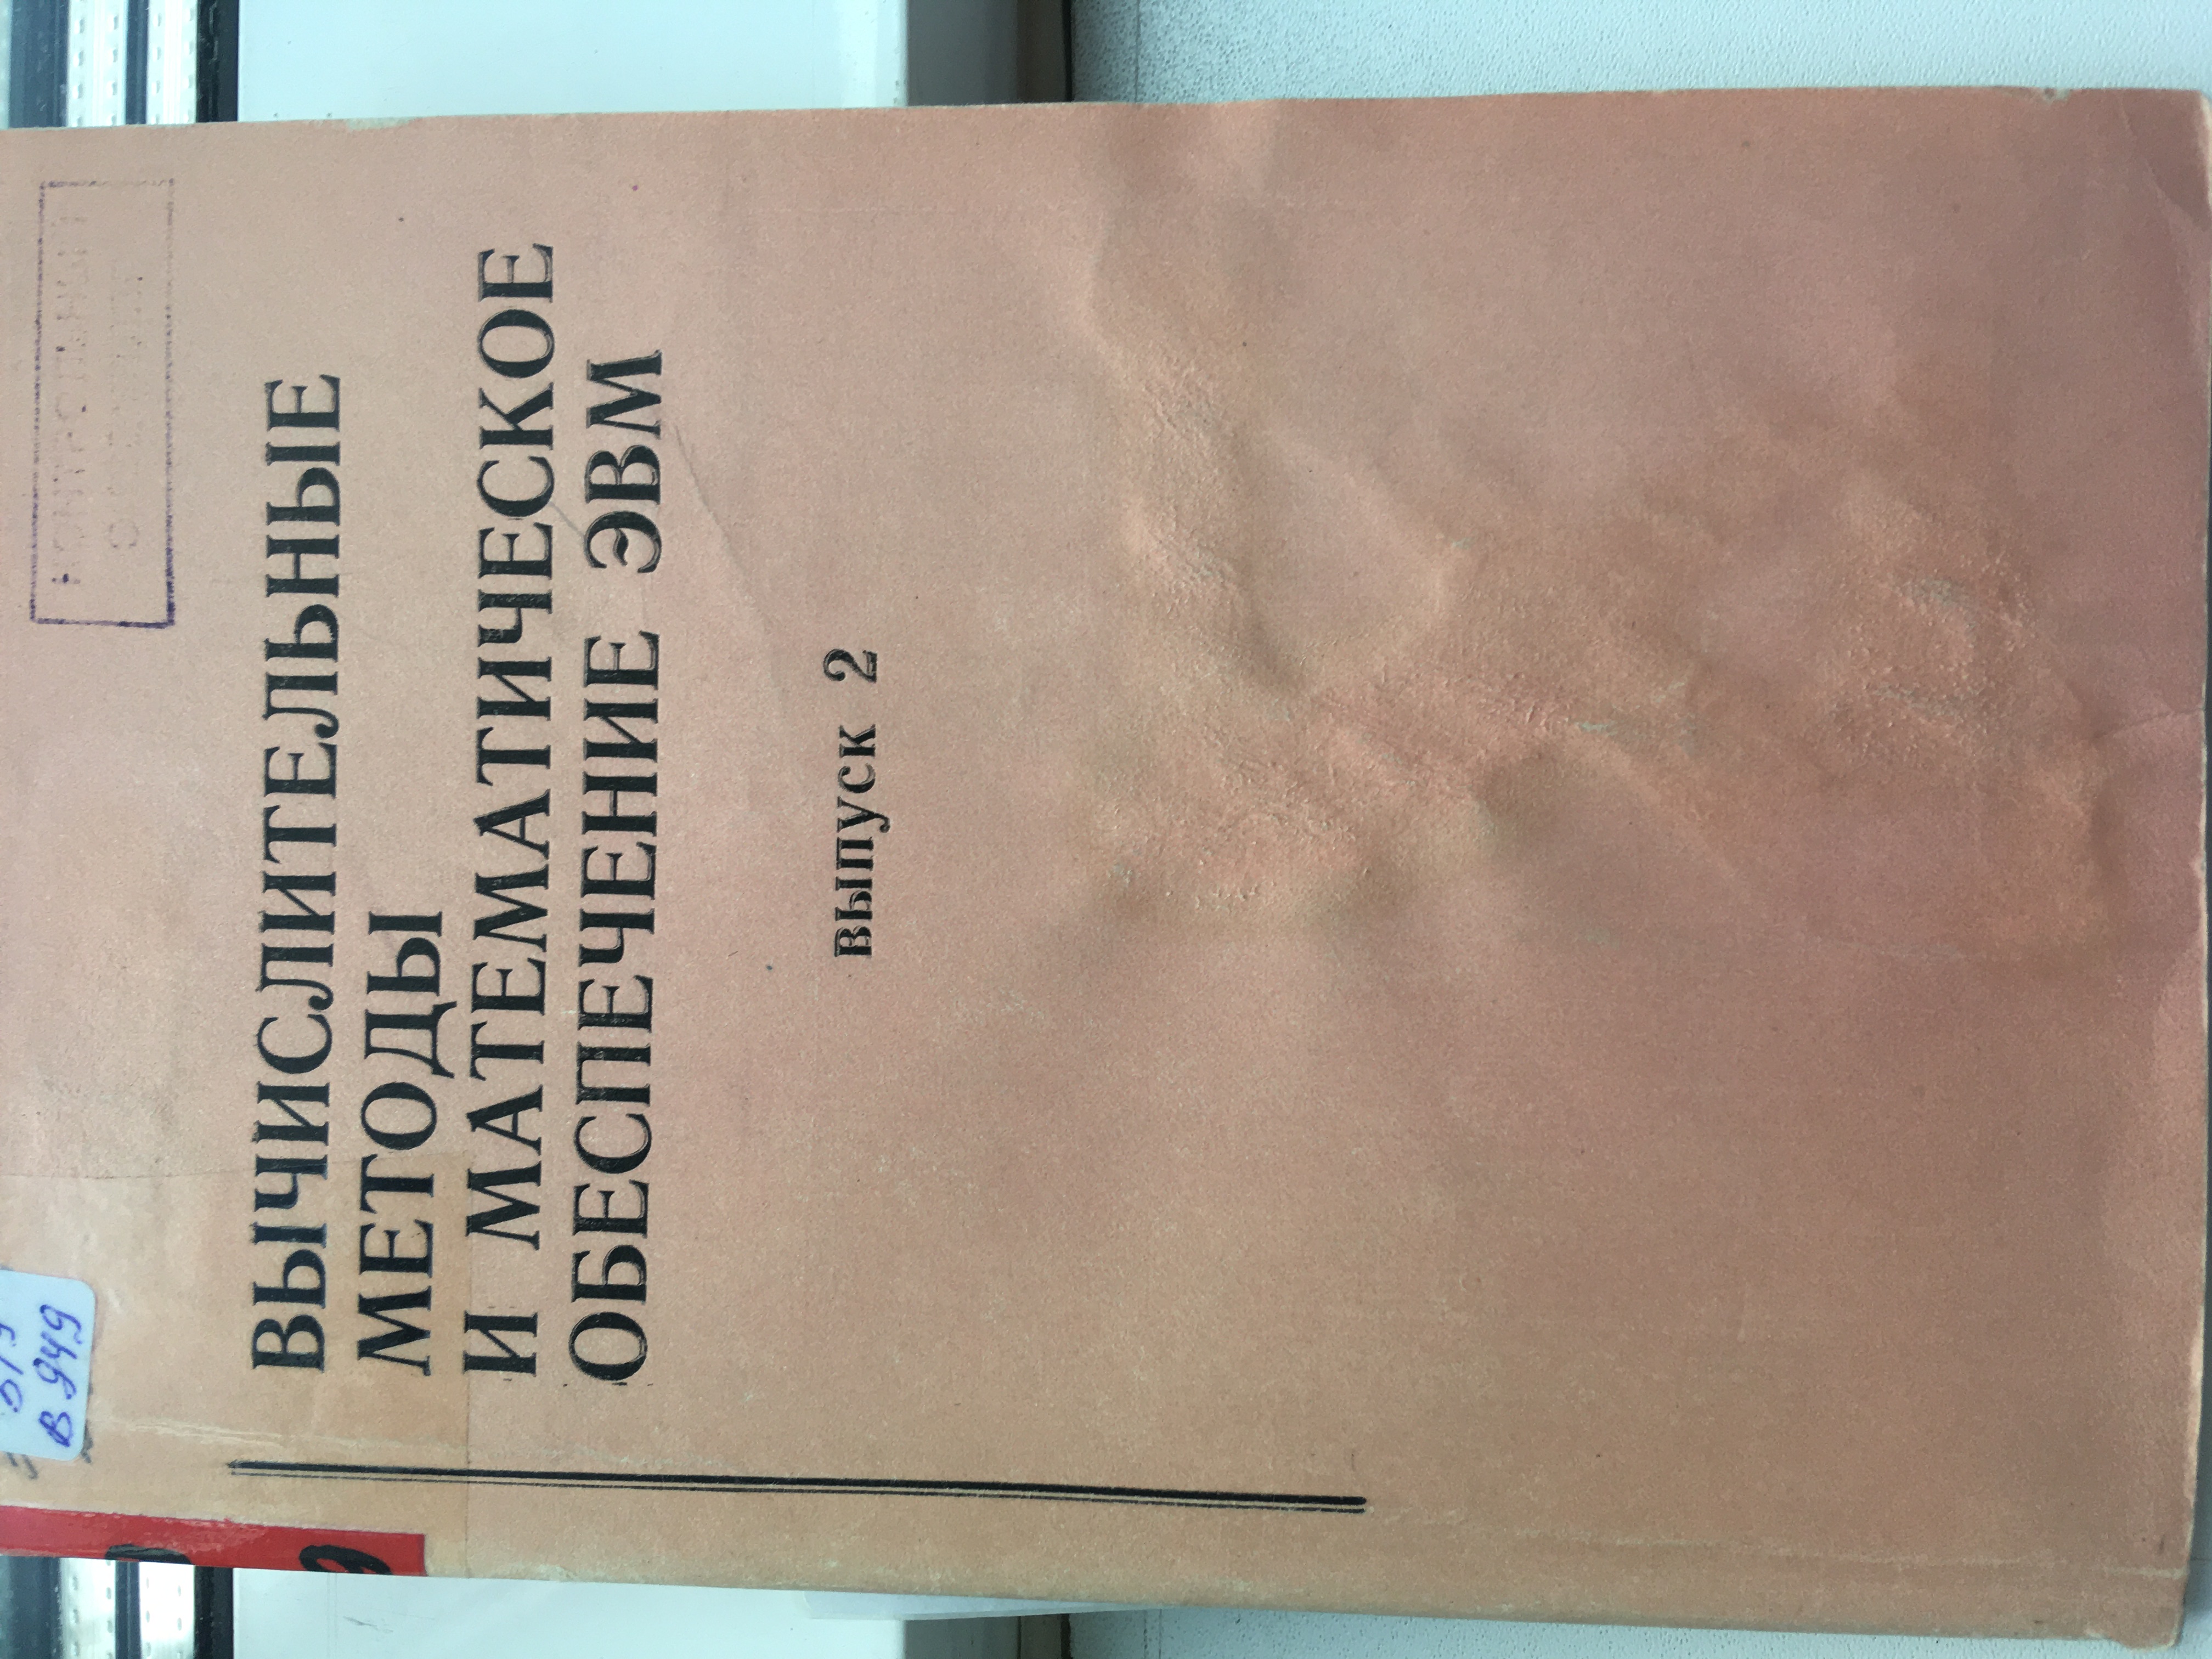 ВЫЧИСЛИТЕЛЬНЫЕ
МЕТОДЫ
И МАТЕМАТИЧЕСКОЕ
ОБЕСПЕЧЕНИЕ ЭВМ
выпуск 2
В 949